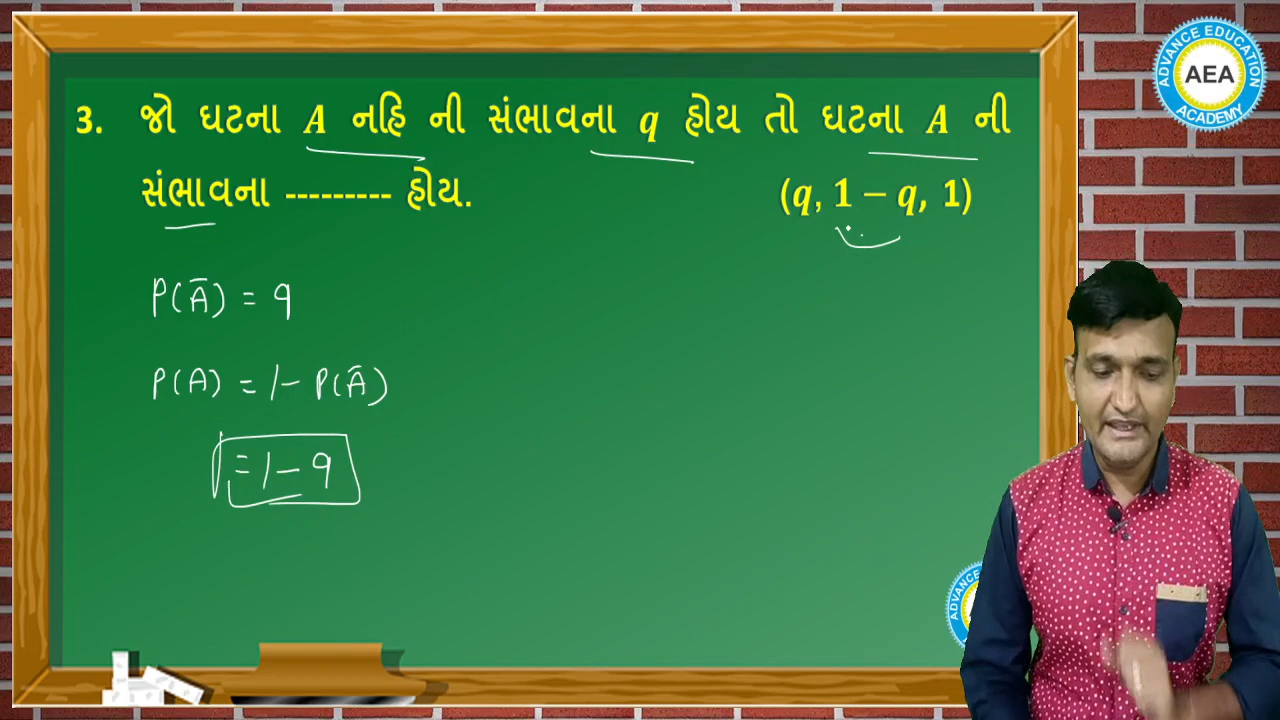 3. જો ઘટના A નહિ ની સંભાવના q હોય તો ઘટના A ની
સંભાવના --------- હોય. (q, 1 – q, 1)
P(Ā) = q
P(A) = 1 – P(Ā)
= 1 – q
ADVANCE EDUCATION
AEA
ACADEMY